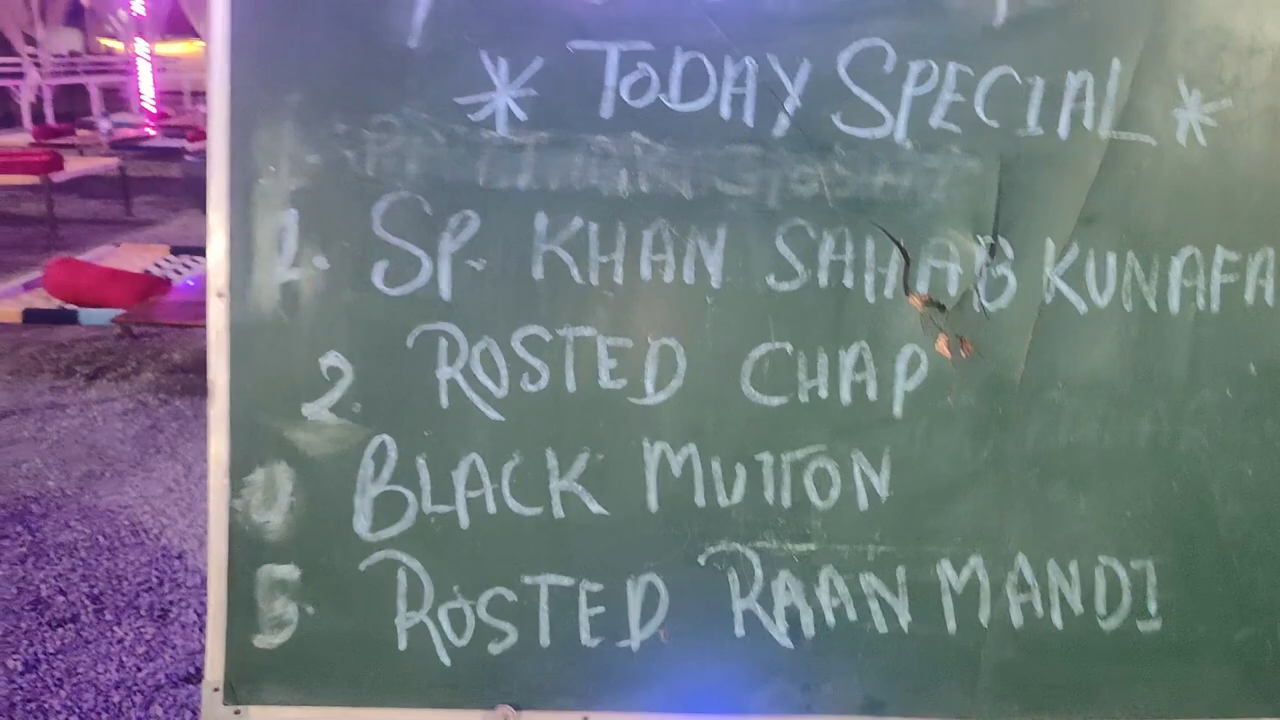 * TODAY SPECIAL *
1. SP. KHAN SAHAB KUNAFA
2. ROSTED CHAP
BLACK MUTTON
5. ROSTED RAAN MANDI